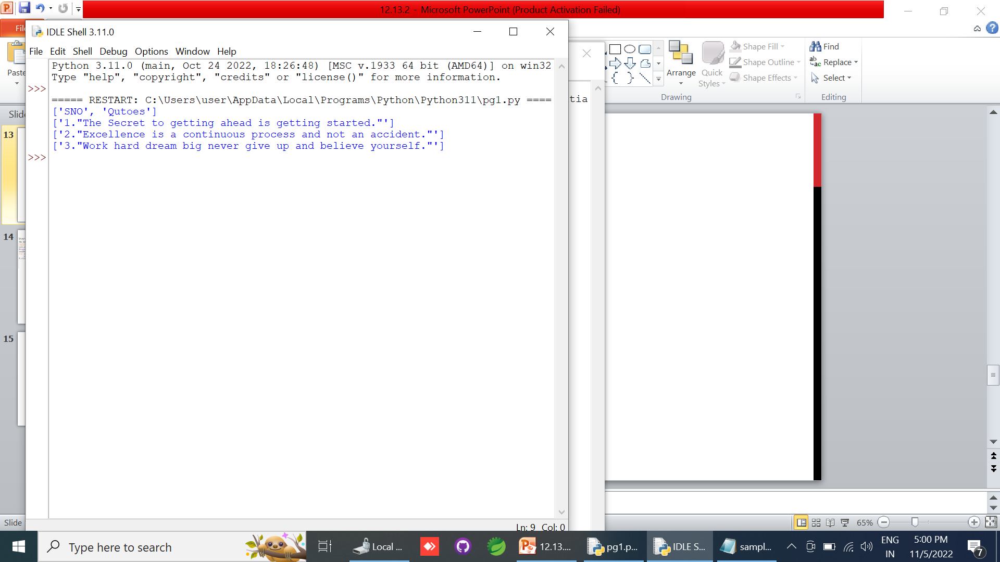 12.13.2 - Microsoft PowerPoint (Product Activation Failed)
IDLE Shell 3.11.0
File Edit Shell Debug Options Window Help
Python 3.11.0 (main, Oct 24 2022, 18:26:48) [MSC v.1933 64 bit (AMD64)] on win32
Type "help", "copyright", "credits" or "license()" for more information.
>>>
===== RESTART: C:\Users\user\AppData\Local\Programs\Python\Python311\pg1.py ====
['SNO', 'Qutoes']
['1."The Secret to getting ahead is getting started."']
['2."Excellence is a continuous process and not an accident."']
['3."Work hard dream big never give up and believe yourself."']
>>>
Ln: 9 Col: 0
Paste
Slide
13
14
15
tia
Arrange
Quick
Styles
Shape Fill
Shape Outline
Shape Effects
Drawing
Find
Replace
Select
Editing
Slide
65%
Type here to search
Local ...
12.13....
pg1.p...
IDLE S...
sampl...
ENG
IN
5:00 PM
11/5/2022
7